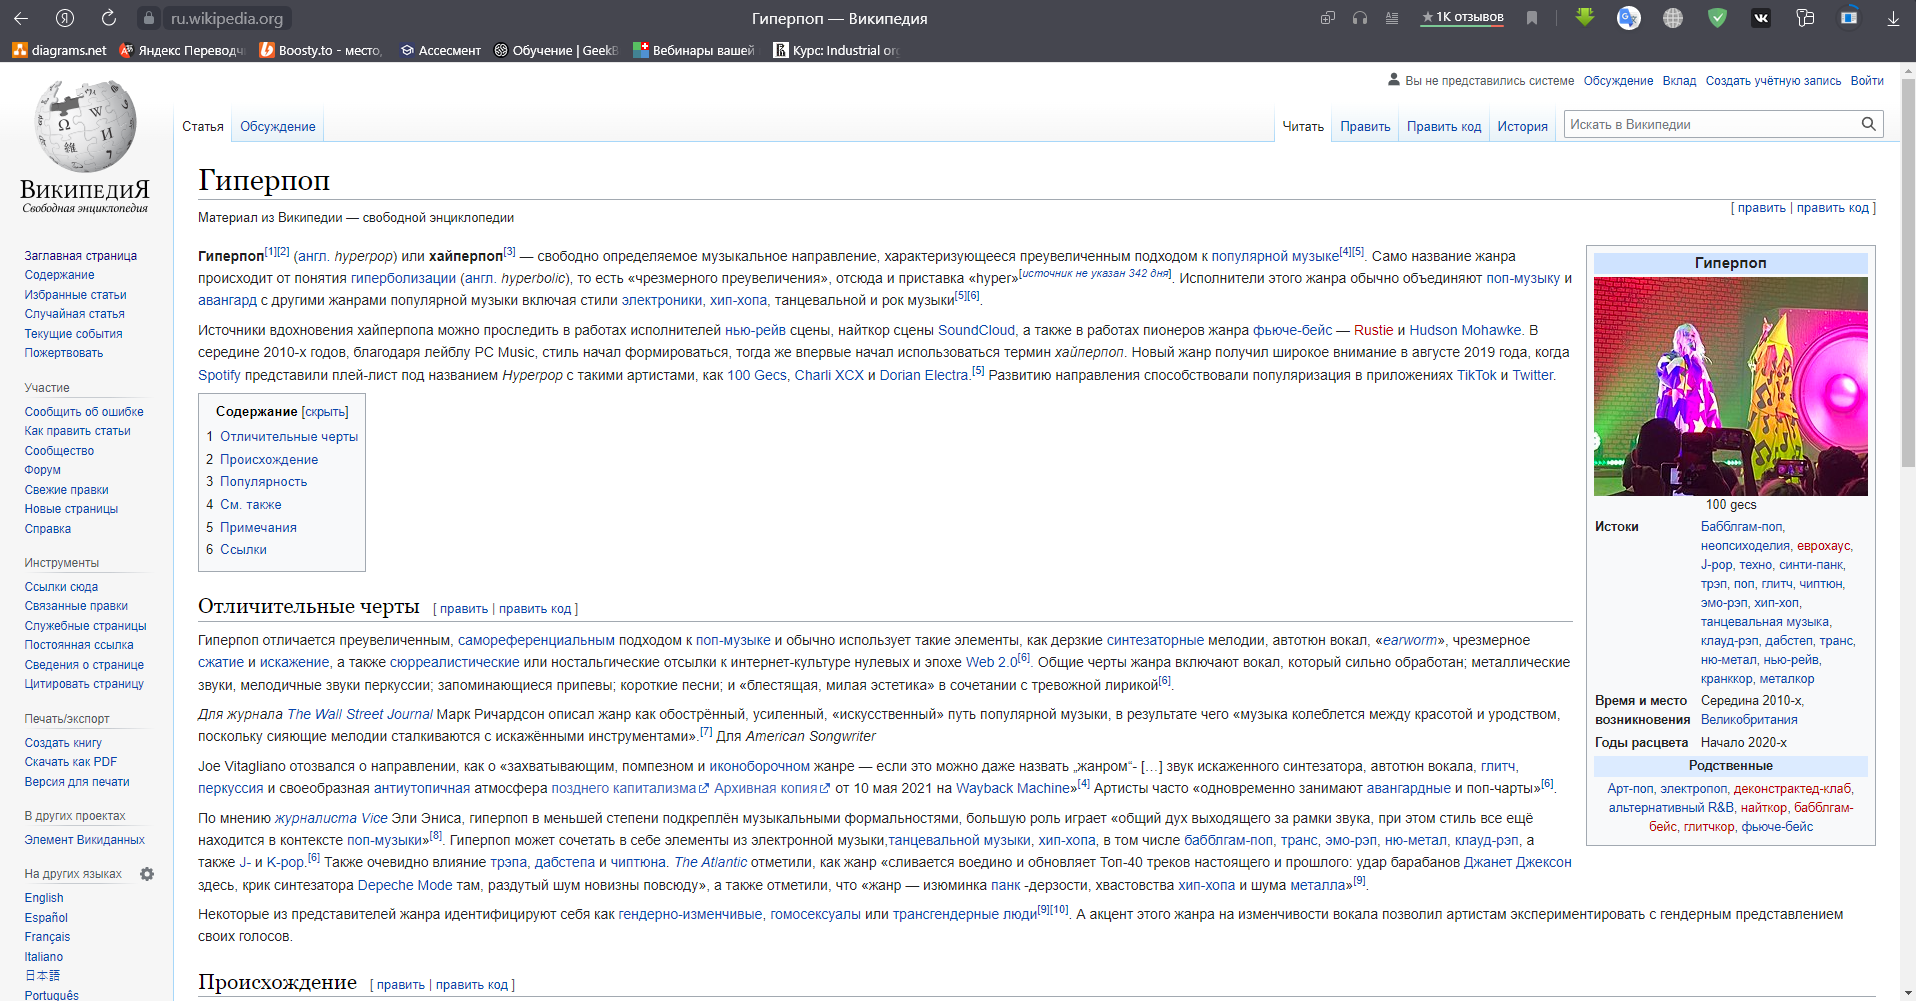 ru.wikipedia.org
Гиперпоп — Википедия
1К отзывов
diagrams.net
Яндекс Переводч
Boosty.to - место,
Ассесмент
Обучение | GeekB
Вебинары вашей
Курс: Industrial or
Вы не представились системе Обсуждение Вклад Создать учётную запись Войти
Статья Обсуждение
Читать Править Править код История
Искать в Википедии
ВикипедиЯ
Свободная энциклопедия
Заглавная страница
Содержание
Избранные статьи
Случайная статья
Текущие события
Пожертвовать
Участие
Сообщить об ошибке
Как править статьи
Сообщество
Форум
Свежие правки
Новые страницы
Справка
Инструменты
Ссылки сюда
Связанные правки
Служебные страницы
Постоянная ссылка
Сведения о странице
Цитировать страницу
Печать/экспорт
Создать книгу
Скачать как PDF
Версия для печати
В других проектах
Элемент Викиданных
На других языках
English
Español
Français
Italiano
日本語
Português
Гиперпоп
Материал из Википедии — свободной энциклопедии
[ править | править код ]
Гиперпоп[1][2] (англ. hyperpop) или хайперпоп[3] — свободно определяемое музыкальное направление, характеризующееся преувеличенным подходом к популярной музыке[4][5]. Само название жанра
происходит от понятия гиперболизации (англ. hyperbolic), то есть «чрезмерного преувеличения», отсюда и приставка «hyper»[источник не указан 342 дня]. Исполнители этого жанра обычно объединяют поп-музыку и
авангард с другими жанрами популярной музыки включая стили электроники, хип-хопа, танцевальной и рок музыки[5][6].
Источники вдохновения хайперпопа можно проследить в работах исполнителей нью-рейв сцены, найткор сцены SoundCloud, а также в работах пионеров жанра фьюче-бейс — Rustie и Hudson Mohawke. В
середине 2010-х годов, благодаря лейблу PC Music, стиль начал формироваться, тогда же впервые начал использоваться термин хайперпоп. Новый жанр получил широкое внимание в августе 2019 года, когда
Spotify представили плей-лист под названием Hyperpop с такими артистами, как 100 Gecs, Charli XCX и Dorian Electra.[5] Развитию направления способствовали популяризация в приложениях TikTok и Twitter.
Содержание [скрыть]
1 Отличительные черты
2 Происхождение
3 Популярность
4 См. также
5 Примечания
6 Ссылки
Отличительные черты [ править | править код ]
Гиперпоп отличается преувеличенным, самореференциальным подходом к поп-музыке и обычно использует такие элементы, как дерзкие синтезаторные мелодии, автотюн вокал, «earworm», чрезмерное
сжатие и искажение, а также сюрреалистические или ностальгические отсылки к интернет-культуре нулевых и эпохе Web 2.0[6]. Общие черты жанра включают вокал, который сильно обработан; металлические
звуки, мелодичные звуки перкуссии; запоминающиеся припевы; короткие песни; и «блестящая, милая эстетика» в сочетании с тревожной лирикой[6].
Для журнала The Wall Street Journal Марк Ричардсон описал жанр как обострённый, усиленный, «искусственный» путь популярной музыки, в результате чего «музыка колеблется между красотой и уродством,
поскольку сияющие мелодии сталкиваются с искажёнными инструментами».[7] Для American Songwriter
Joe Vitagliano отозвался о направлении, как о «захватывающим, помпезном и иконоборочном жанре — если это можно даже назвать „жанром“- […] звук искаженного синтезатора, автотюн вокала, глитч,
перкуссия и своеобразная антиутопичная атмосфера позднего капитализма Архивная копия от 10 мая 2021 на Wayback Machine»[4] Артисты часто «одновременно занимают авангардные и поп-чарты»[6].
По мнению журналиста Vice Эли Эниса, гиперпоп в меньшей степени подкреплён музыкальными формальностями, большую роль играет «общий дух выходящего за рамки звука, при этом стиль все ещё
находится в контексте поп-музыки»[8]. Гиперпоп может сочетать в себе элементы из электронной музыки,танцевальной музыки, хип-хопа, в том числе бабблгам-поп, транс, эмо-рэп, ню-метал, клауд-рэп, а
также J- и K-pop.[6] Также очевидно влияние трэпа, дабстепа и чиптюна. The Atlantic отметили, как жанр «сливается воедино и обновляет Топ-40 треков настоящего и прошлого: удар барабанов Джанет Джексон
здесь, крик синтезатора Depeche Mode там, раздутый шум новизны повсюду», а также отметили, что «жанр — изюминка панк -дерзости, хвастовства хип-хопа и шума металла»[9].
Некоторые из представителей жанра идентифицируют себя как гендерно-изменчивые, гомосексуалы или трансгендерные люди[9][10]. А акцент этого жанра на изменчивости вокала позволил артистам экспериментировать с гендерным представлением
своих голосов.
Происхождение [ править | править код ]
Гиперпоп
100 gecs
Истоки Бабблгам-поп,
неопсиходелия, еврохаус,
J-pop, техно, синти-панк,
трэп, поп, глитч, чиптюн,
эмо-рэп, хип-хоп,
танцевальная музыка,
клауд-рэп, дабстеп, транс,
ню-метал, нью-рейв,
кранккор, металкор
Время и место возникновения Середина 2010-х,
Великобритания
Годы расцвета Начало 2020-х
Родственные
Арт-поп, электропоп, деконстрактед-клаб,
альтернативный R&B, найткор, бабблгам-
бейс, глитчкор, фьюче-бейс